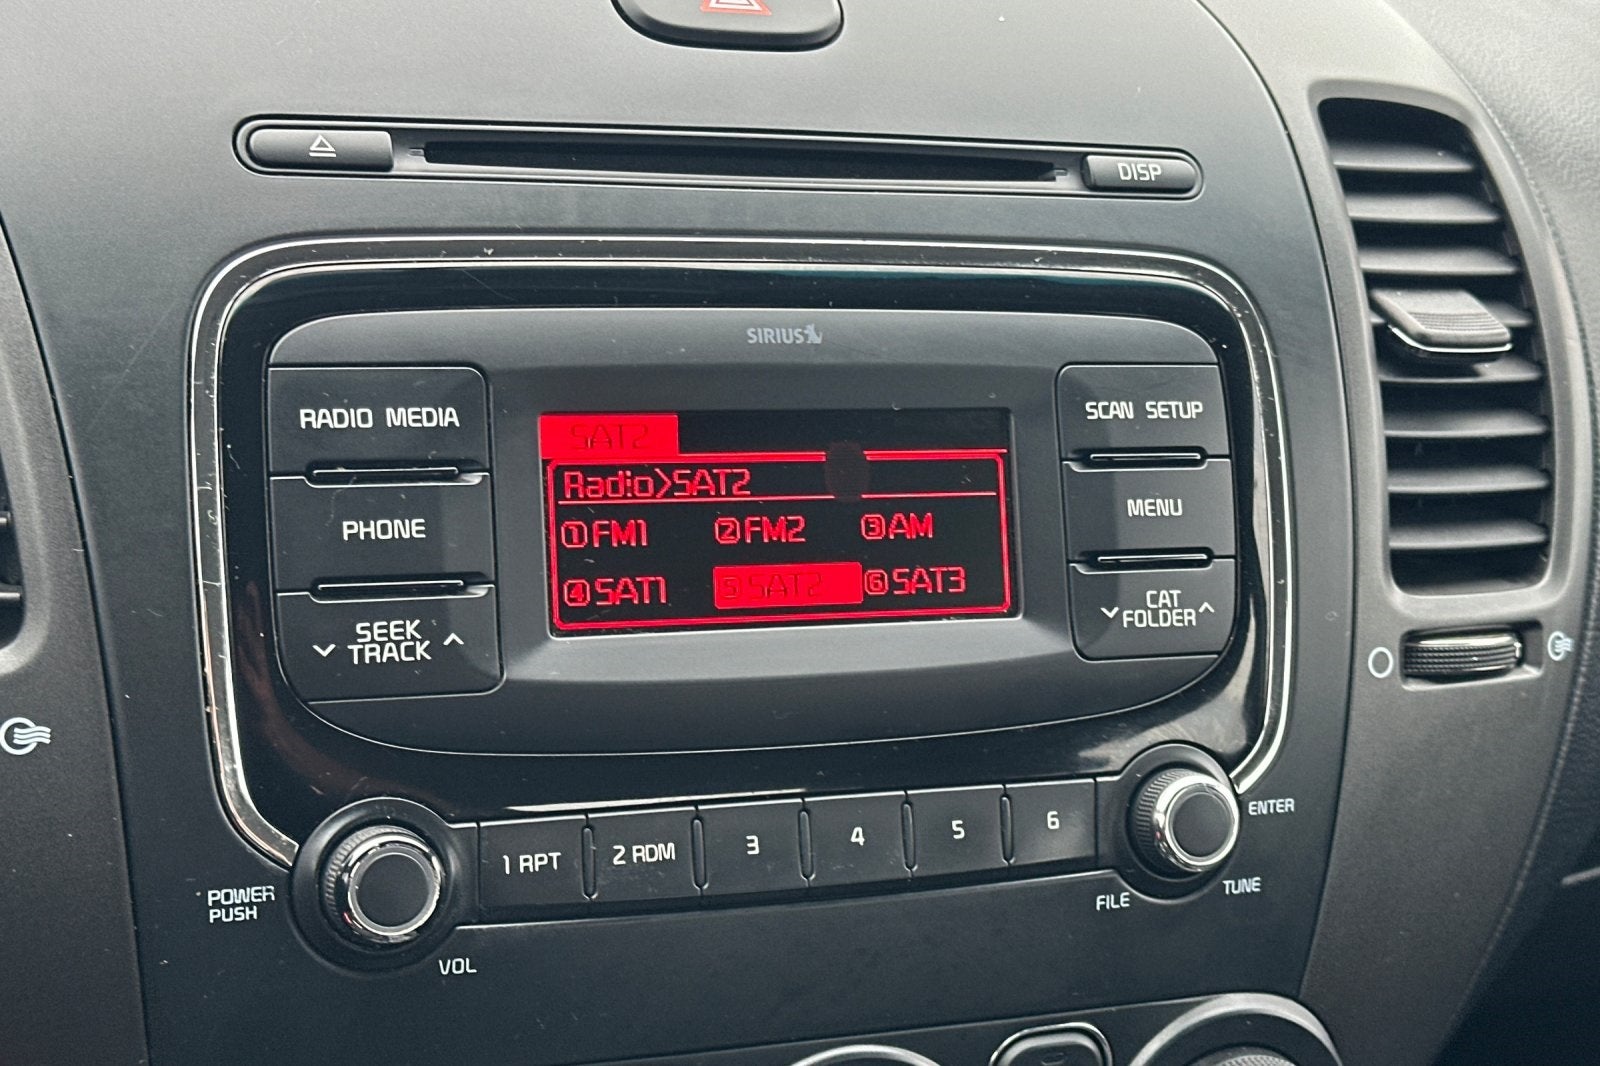 DISP
SIRIUS
RADIO MEDIA
PHONE
SEEK
TRACK
SAT2
Radio>SAT2
①FM1 ②FM2 ③AM
④SAT1 ⑤SAT2 ⑥SAT3
SCAN SETUP
MENU
CAT
FOLDER
POWER
PUSH
VOL
1 RPT 2 RDM 3 4 5 6
ENTER
FILE
TUNE